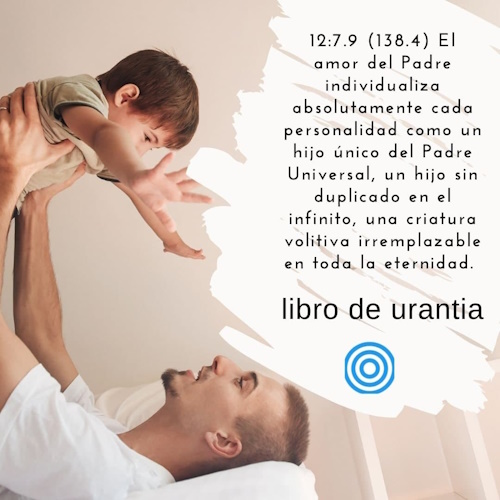 12:7.9 (138.4) El
amor del Padre
individualiza
absolutamente cada
personalidad como un
hijo único del Padre
Universal, un hijo sin
duplicado en el
infinito, una criatura
volitiva irremplazable
en toda la eternidad.
libro de urantia